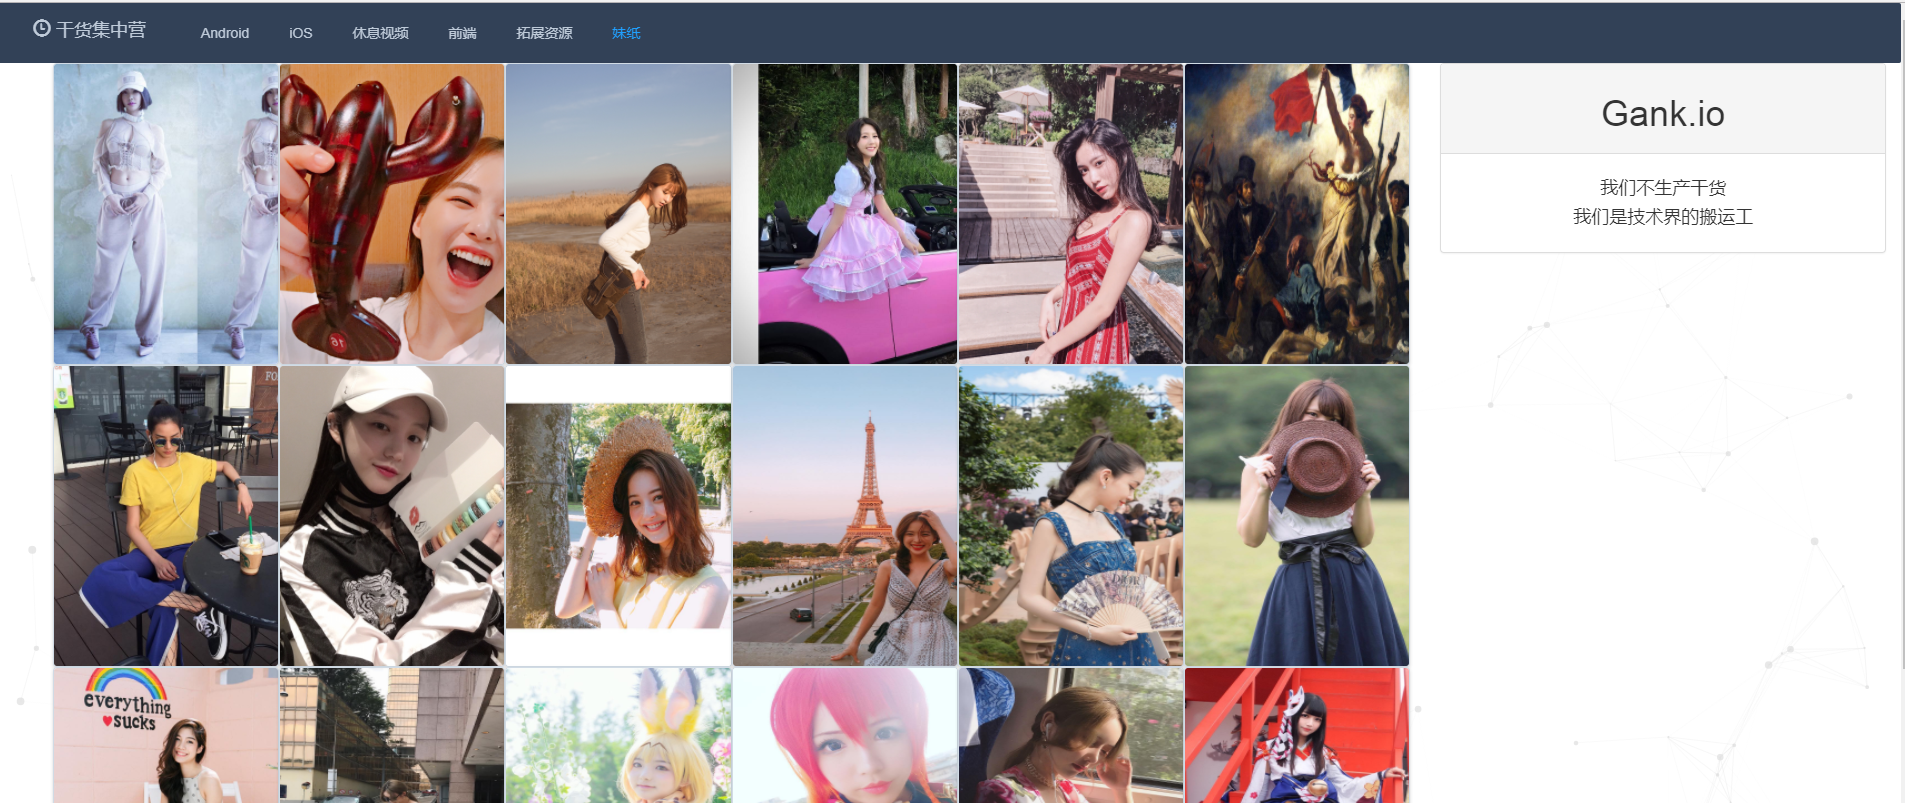 干货集中营
Android
iOS
休息视频
前端
拓展资源
妹纸
Gank.io
我们不生产干货
我们是技术界的搬运工
FO
DIOR
everything
sucks